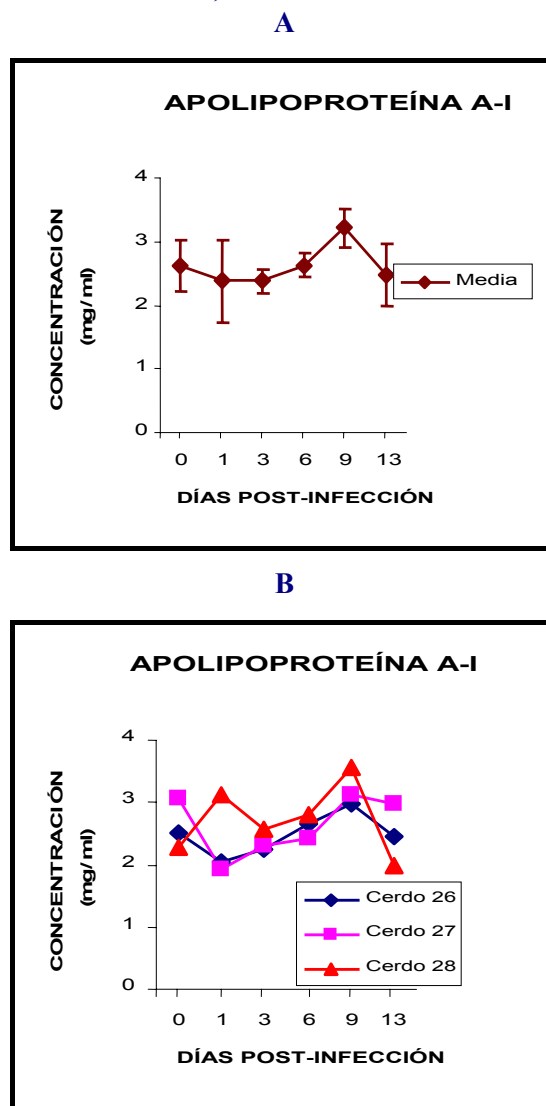 A
APOLIPOPROTEÍNA A-I
CONCENTRACIÓN
(mg/ ml)
4
3
2
1
0
0 1 3 6 9 13
DÍAS POST-INFECCIÓN
Media
B
APOLIPOPROTEÍNA A-I
CONCENTRACIÓN
(mg/ ml)
4
3
2
1
0
0 1 3 6 9 13
DÍAS POST-INFECCIÓN
Cerdo 26
Cerdo 27
Cerdo 28